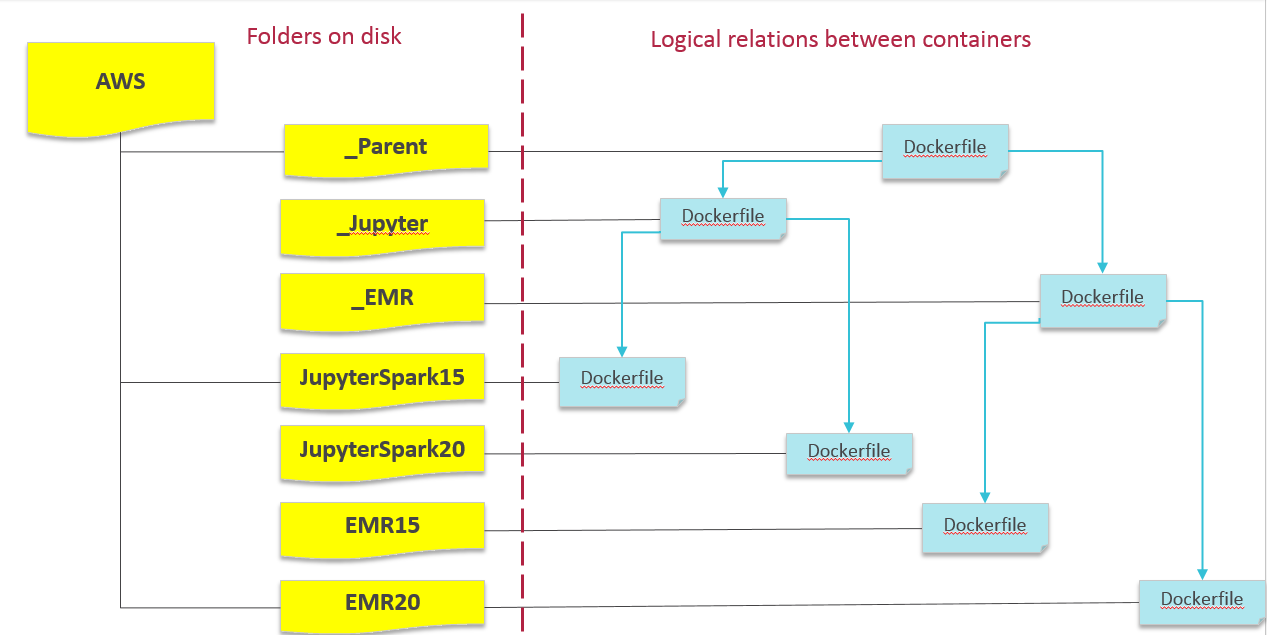 Folders on disk
Logical relations between containers
AWS
_Parent
Dockerfile
_Jupyter
Dockerfile
_EMR
Dockerfile
JupyterSpark15
Dockerfile
JupyterSpark20
Dockerfile
EMR15
Dockerfile
EMR20
Dockerfile